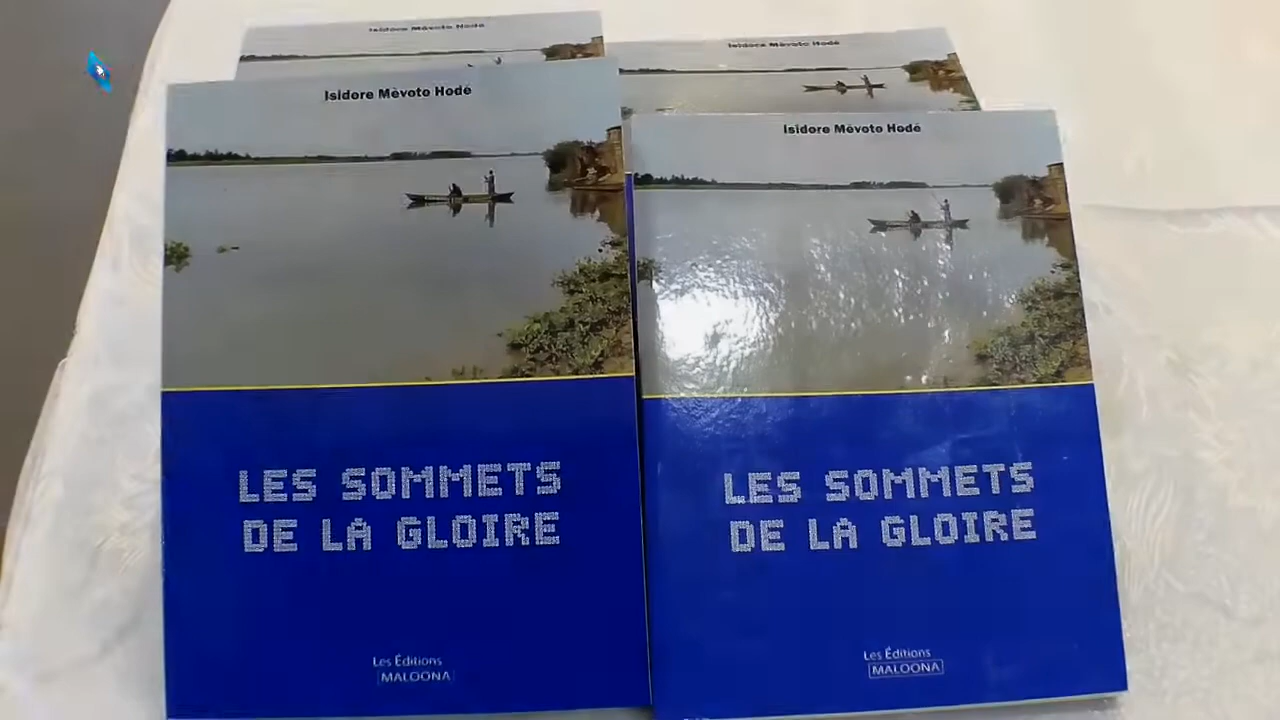 Isidore Mèvoto Hodé
Isidore Mèvoto Hodé
Isidore Mèvoto Hodé
LES SOMMETS
DE LA GLOIRE
Les Éditions
MALOONA
Isidore Mèvoto Hodé
LES SOMMETS
DE LA GLOIRE
Les Éditions
MALOONA